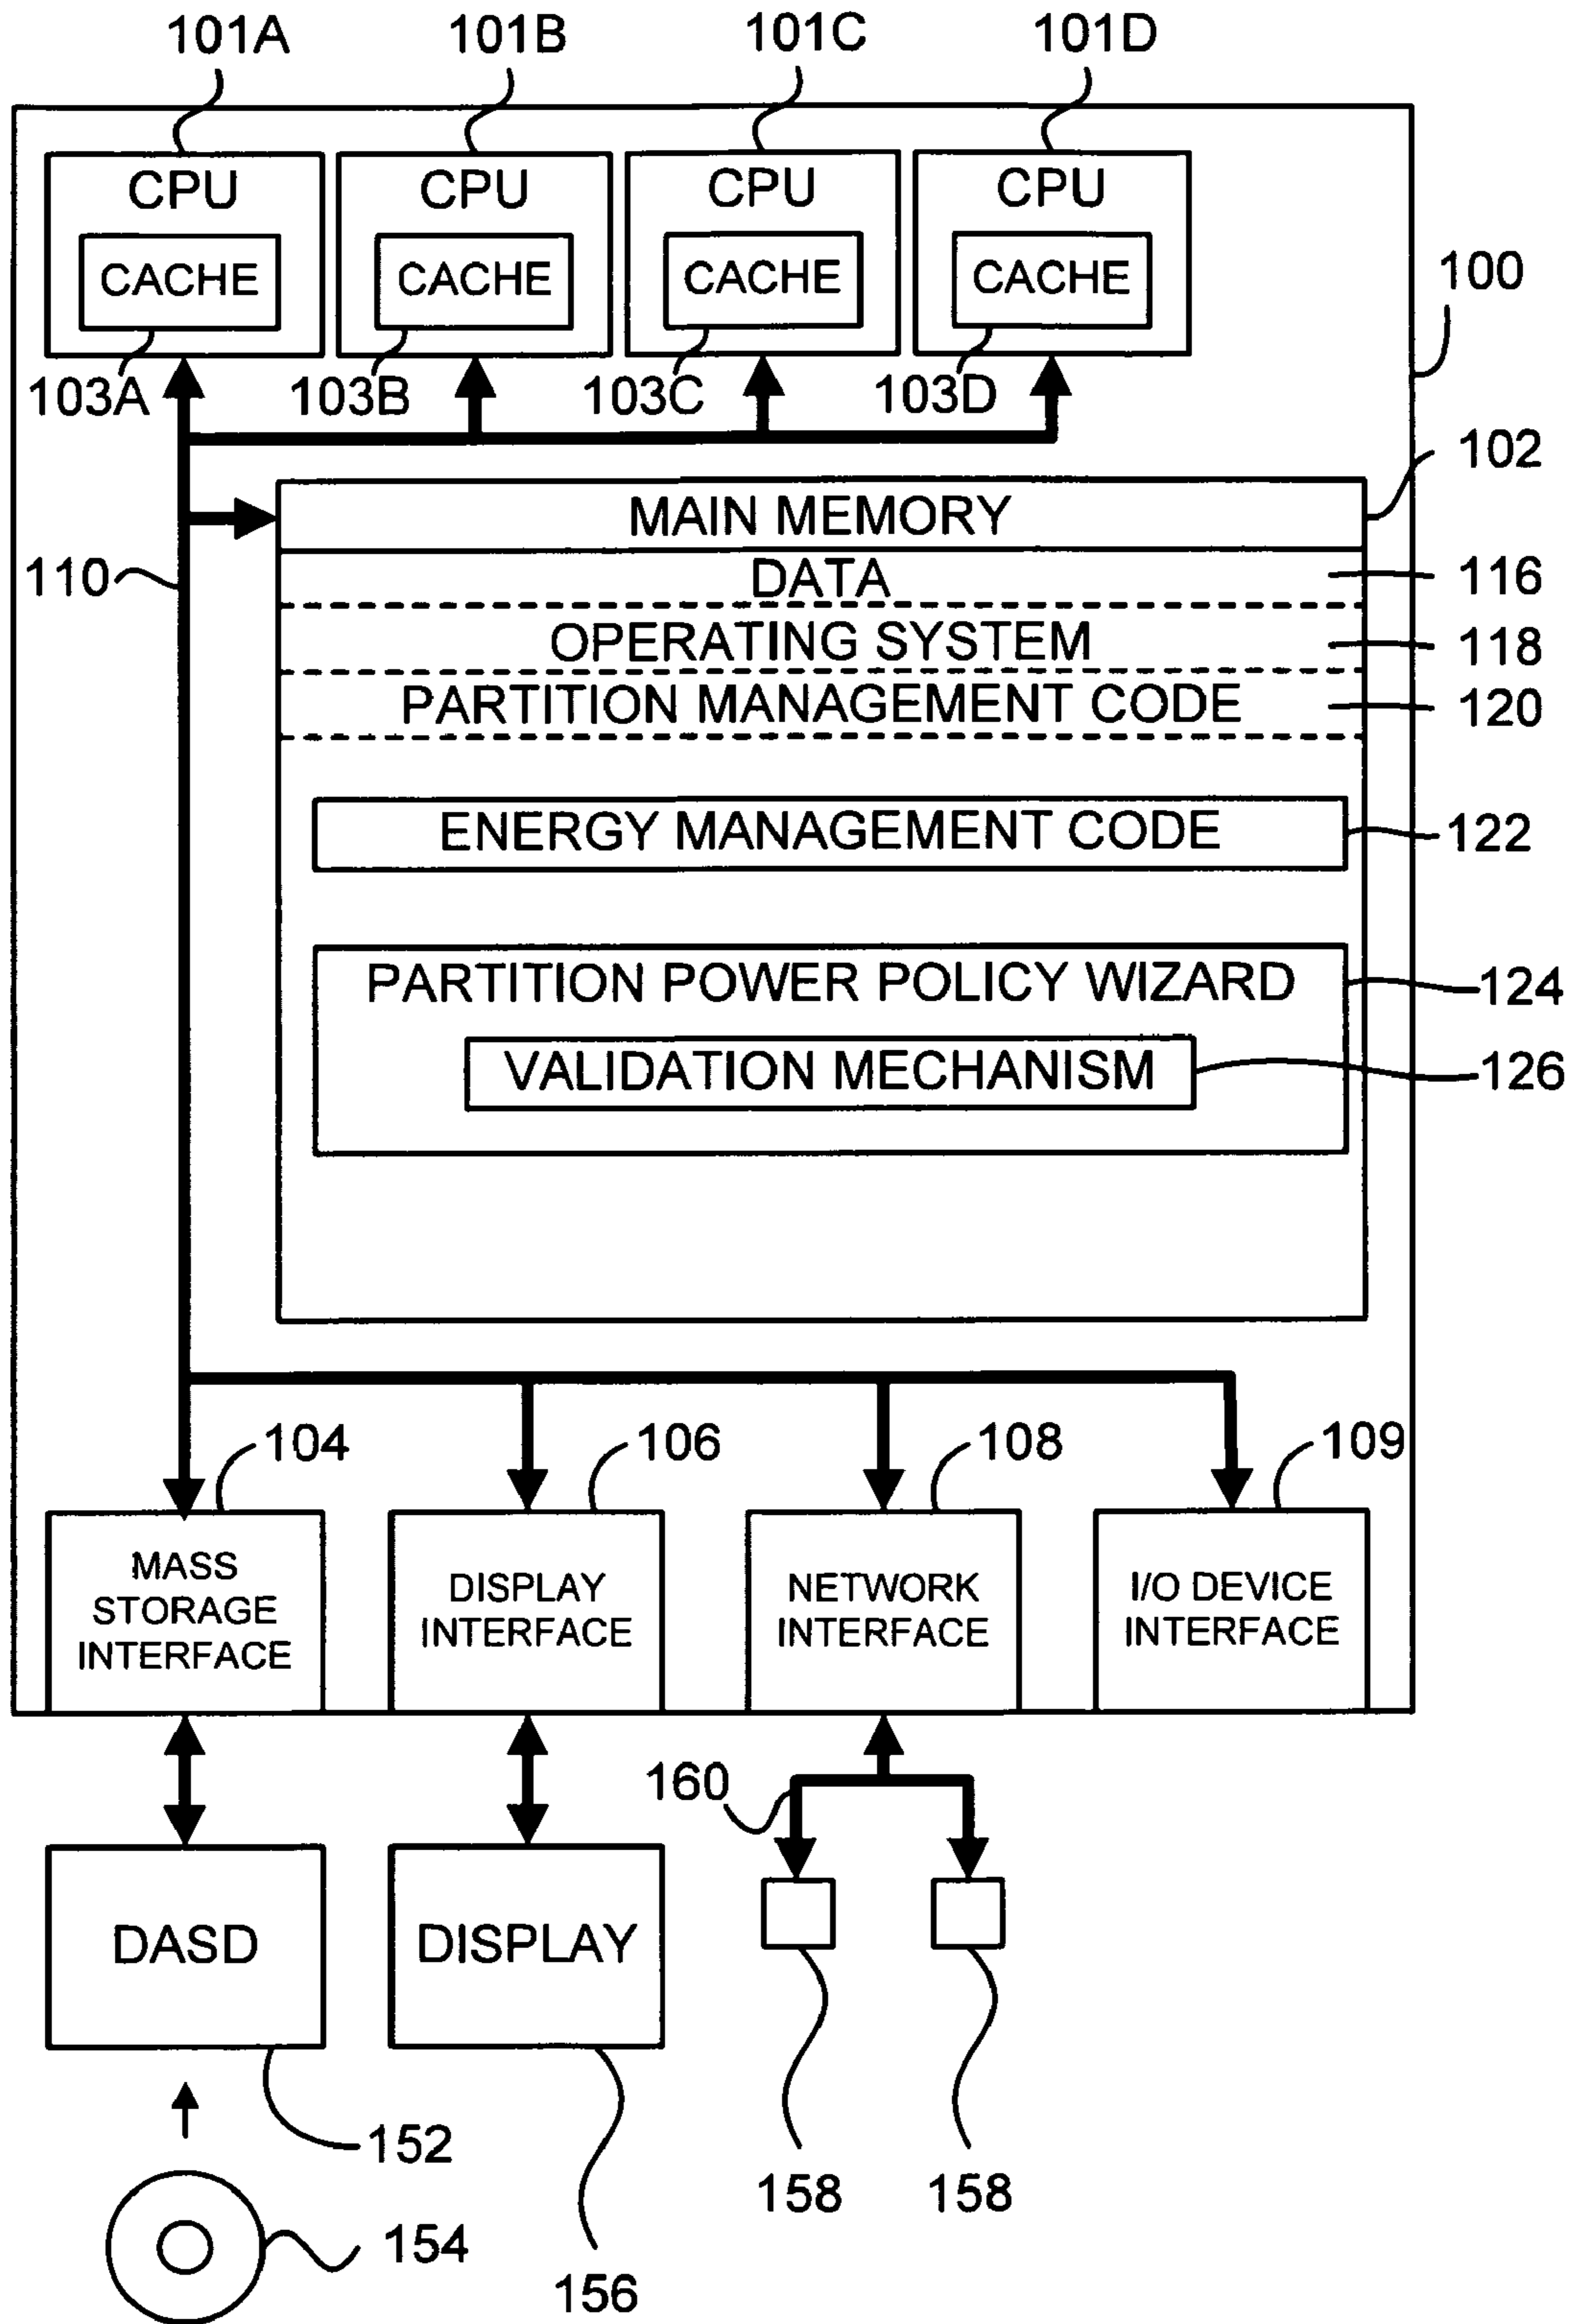 101A
101B
101C
101D
CPU
CPU
CPU
CPU
CACHE
CACHE
CACHE
CACHE
100
103A
103B
103C
103D
102
MAIN MEMORY
110
DATA
116
OPERATING SYSTEM
118
PARTITION MANAGEMENT CODE
120
ENERGY MANAGEMENT CODE
122
PARTITION POWER POLICY WIZARD
124
VALIDATION MECHANISM
126
104
106
108
109
MASS
STORAGE
INTERFACE
DISPLAY
INTERFACE
NETWORK
INTERFACE
I/O DEVICE
INTERFACE
160
DASD
DISPLAY
152
158
158
154
156